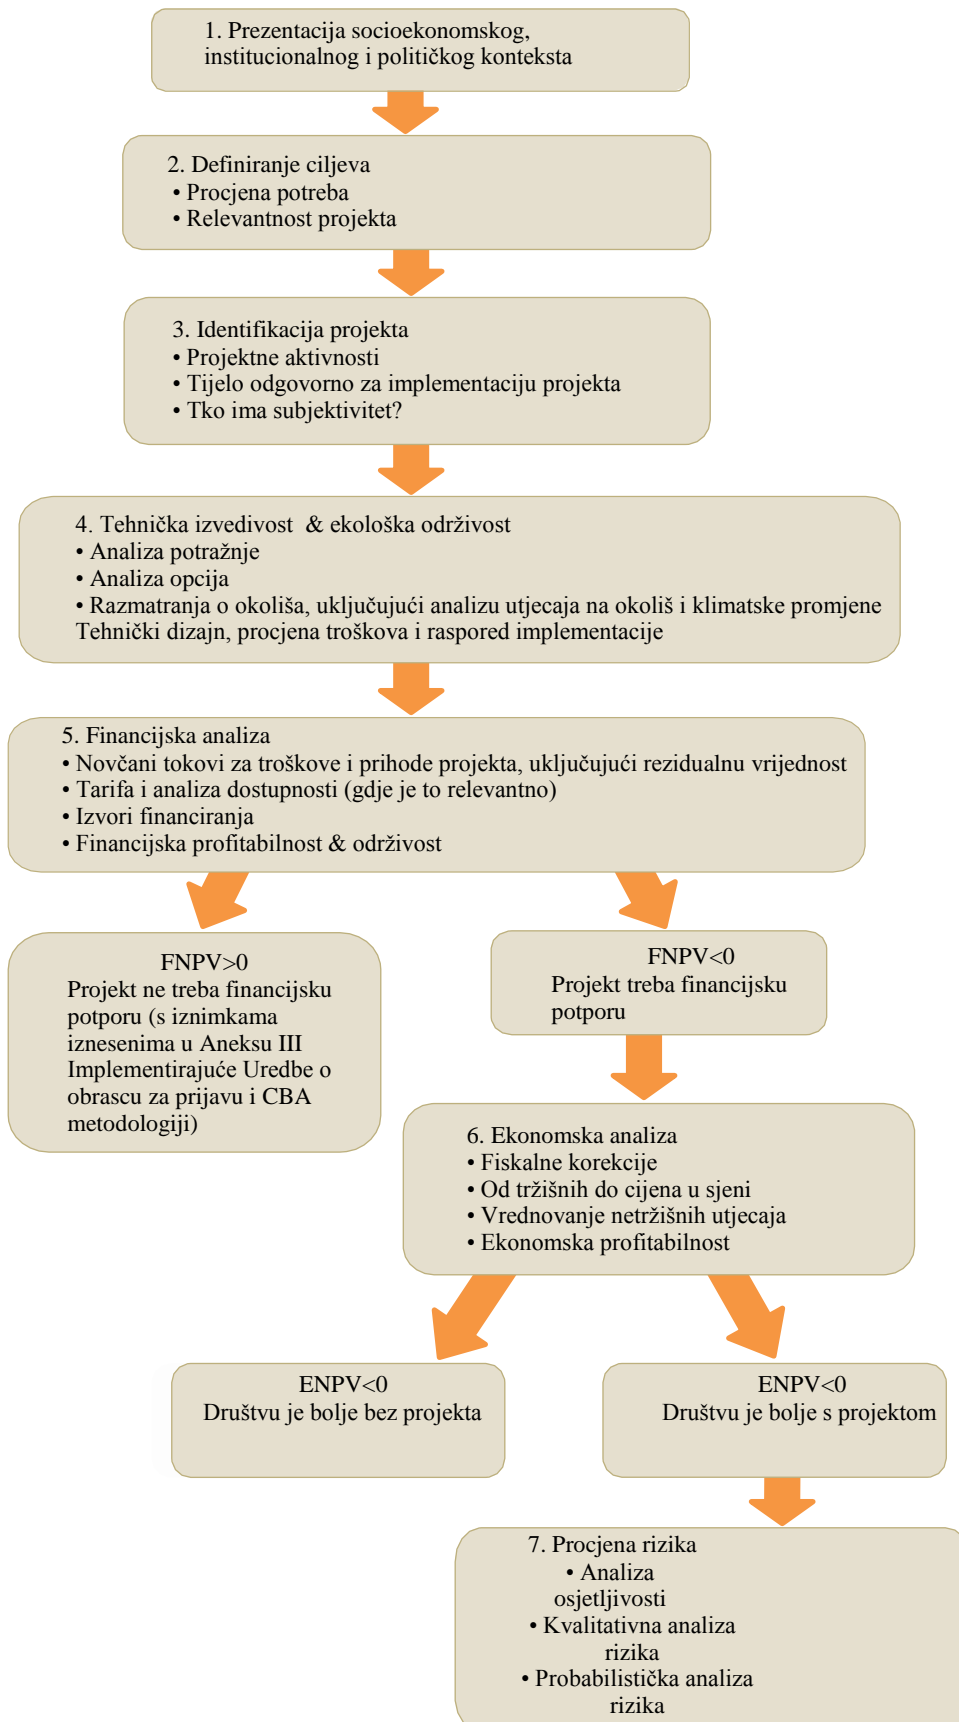 1. Prezentacija socioekonomskog,
institucionalnog i političkog konteksta
2. Definiranje ciljeva
• Procjena potreba
• Relevantnost projekta
3. Identifikacija projekta
• Projektne aktivnosti
• Tijelo odgovorno za implementaciju projekta
• Tko ima subjektivitet?
4. Tehnička izvedivost & ekološka održivost
• Analiza potražnje
• Analiza opcija
• Razmatranja o okoliša, uključujući analizu utjecaja na okoliš i klimatske promjene
Tehnički dizajn, procjena troškova i raspored implementacije
5. Financijska analiza
• Novčani tokovi za troškove i prihode projekta, uključujući rezidualnu vrijednost
• Tarifa i analiza dostupnosti (gdje je to relevantno)
• Izvori financiranja
• Financijska profitabilnost & održivost
FNPV>0
Projekt ne treba financijsku
potporu (s iznimkama
iznesenima u Aneksu III
Implementirajuće Uredbe o
obrascu za prijavu i CBA
metodologiji)
FNPV<0
Projekt treba financijsku
potporu
6. Ekonomska analiza
• Fiskalne korekcije
• Od tržišnih do cijena u sjeni
• Vrednovanje netržišnih utjecaja
• Ekonomska profitabilnost
ENPV<0
Društvu je bolje bez projekta
ENPV<0
Društvu je bolje s projektom
7. Procjena rizika
• Analiza
osjetljivosti
• Kvalitativna analiza
rizika
• Probabilistička analiza
rizika